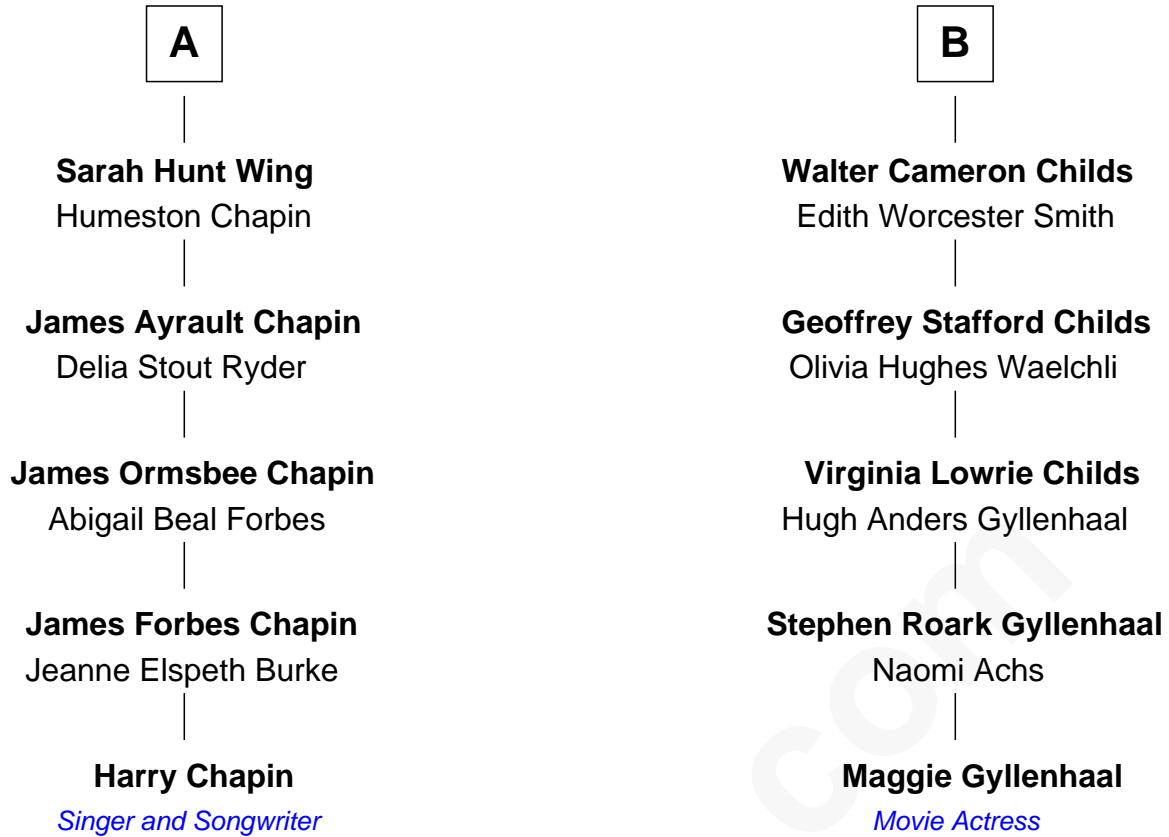 A
Sarah Hunt Wing
Humeston Chapin
James Ayrault Chapin
Delia Stout Ryder
James Ormsbee Chapin
Abigail Beal Forbes
James Forbes Chapin
Jeanne Elspeth Burke
Harry Chapin
Singer and Songwriter
B
Walter Cameron Childs
Edith Worcester Smith
Geoffrey Stafford Childs
Olivia Hughes Waelchli
Virginia Lowrie Childs
Hugh Anders Gyllenhaal
Stephen Roark Gyllenhaal
Naomi Achs
Maggie Gyllenhaal
Movie Actress
com